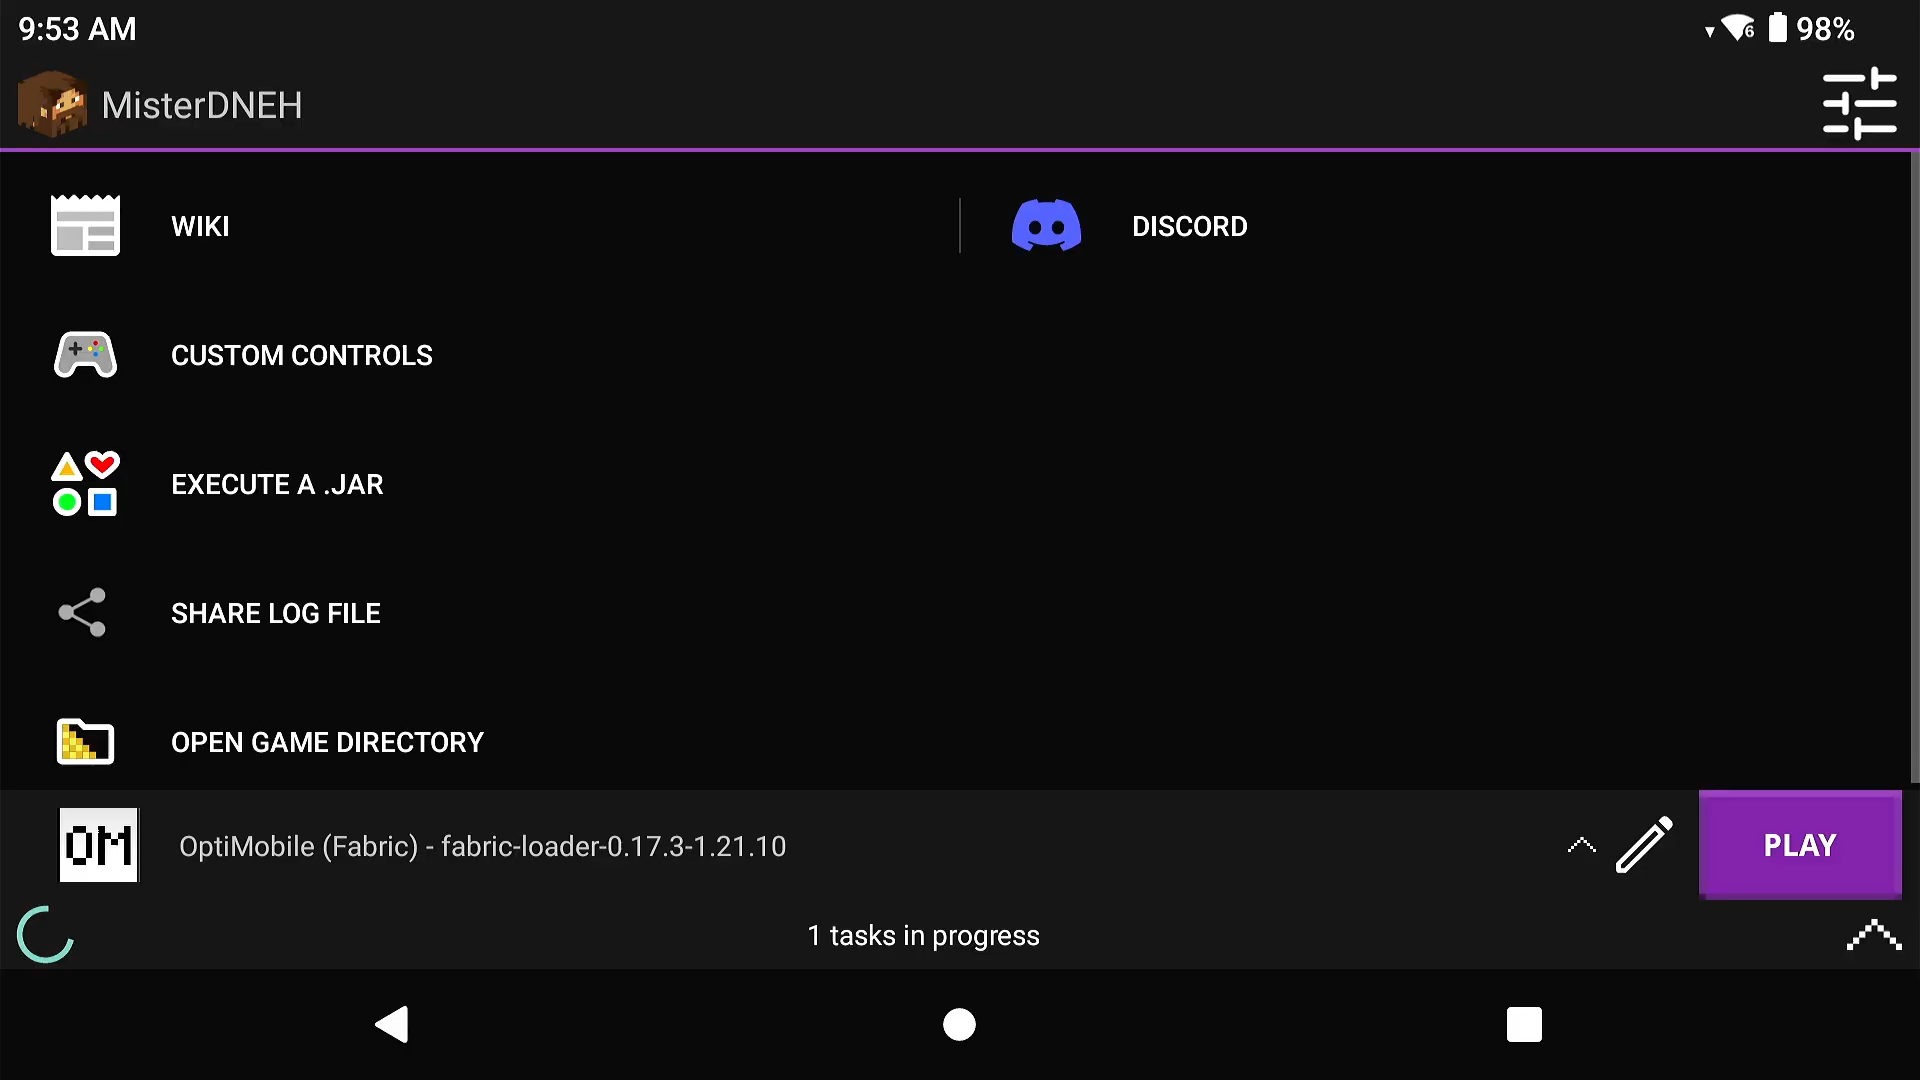 9:53 AM
6
98%
MisterDNEH
WIKI
DISCORD
CUSTOM CONTROLS
EXECUTE A .JAR
SHARE LOG FILE
OPEN GAME DIRECTORY
OM
OptiMobile (Fabric) - fabric-loader-0.17.3-1.21.10
PLAY
1 tasks in progress